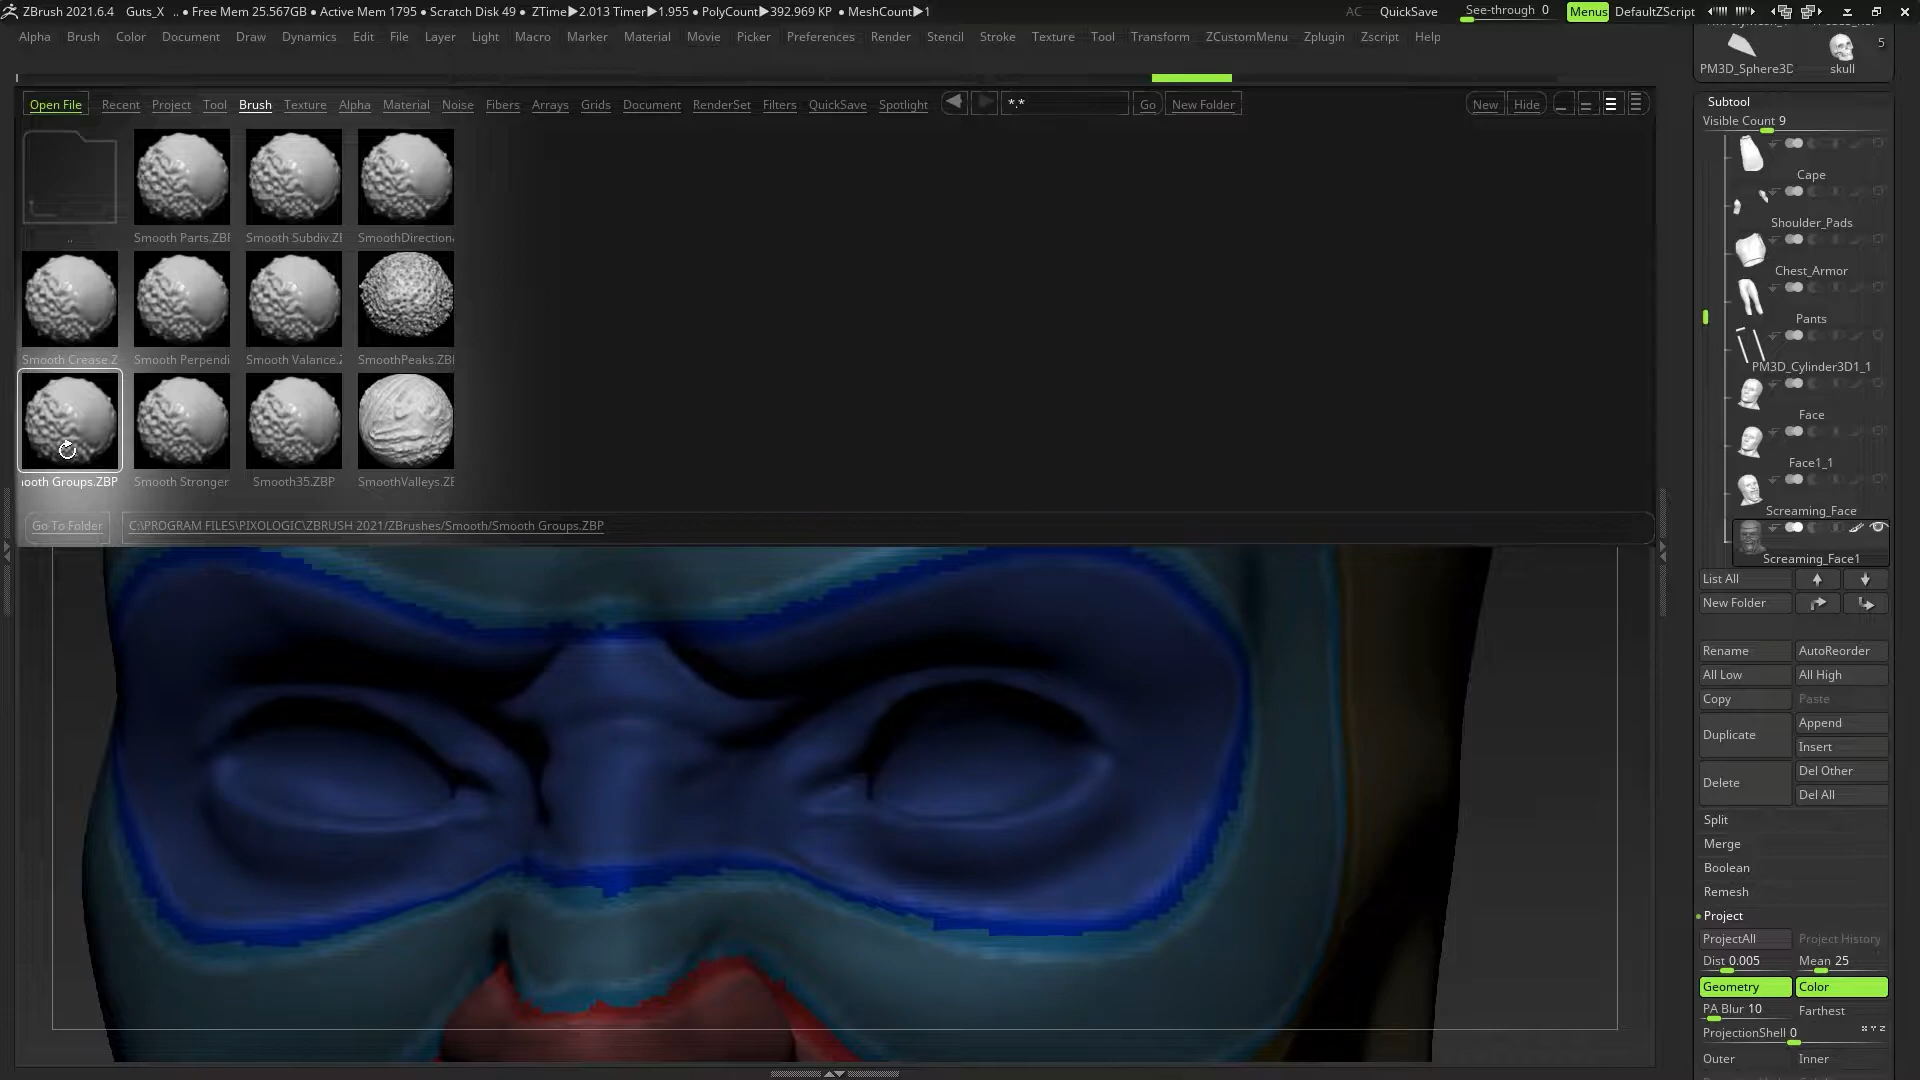 ZBrush 2021.6.4 Guts_X .. • Free Mem 25.567GB • Active Mem 1795 • Scratch Disk 49 • ZTime▶2.013 Timer▶1.955 • PolyCount▶392.969 KP • MeshCount▶1 AC QuickSave See-through 0 Menus DefaultZScript
Alpha Brush Color Document Draw Dynamics Edit File Layer Light Macro Marker Material Movie Picker Preferences Render Stencil Stroke Texture Tool Transform ZCustomMenu Zplugin Zscript Help
5
PM3D_Sphere3D skull
Open File Recent Project Tool Brush Texture Alpha Material Noise Fibers Arrays Grids Document RenderSet Filters QuickSave Spotlight *.* Go New Folder New Hide
.. Smooth Parts.ZBI Smooth Subdiv.ZI SmoothDirection
Smooth Crease.Z Smooth Perpendi Smooth Valance.Z SmoothPeaks.ZBI
ooth Groups.ZBP Smooth Stronger Smooth35.ZBP SmoothValleys.ZE
Go To Folder C:\PROGRAM FILES\PIXOLOGIC\ZBRUSH 2021/ZBrushes/Smooth/Smooth Groups.ZBP
Subtool
Visible Count 9
Cape
Shoulder_Pads
Chest_Armor
Pants
PM3D_Cylinder3D1_1
Face
Face1_1
Screaming_Face
Screaming_Face1
List All
New Folder
Rename AutoReorder
All Low All High
Copy Paste
Duplicate Append
Insert
Delete Del Other
Del All
Split
Merge
Boolean
Remesh
Project
ProjectAll Project History
Dist 0.005 Mean 25
Geometry Color
PA Blur 10 Farthest
ProjectionShell 0
Outer Inner